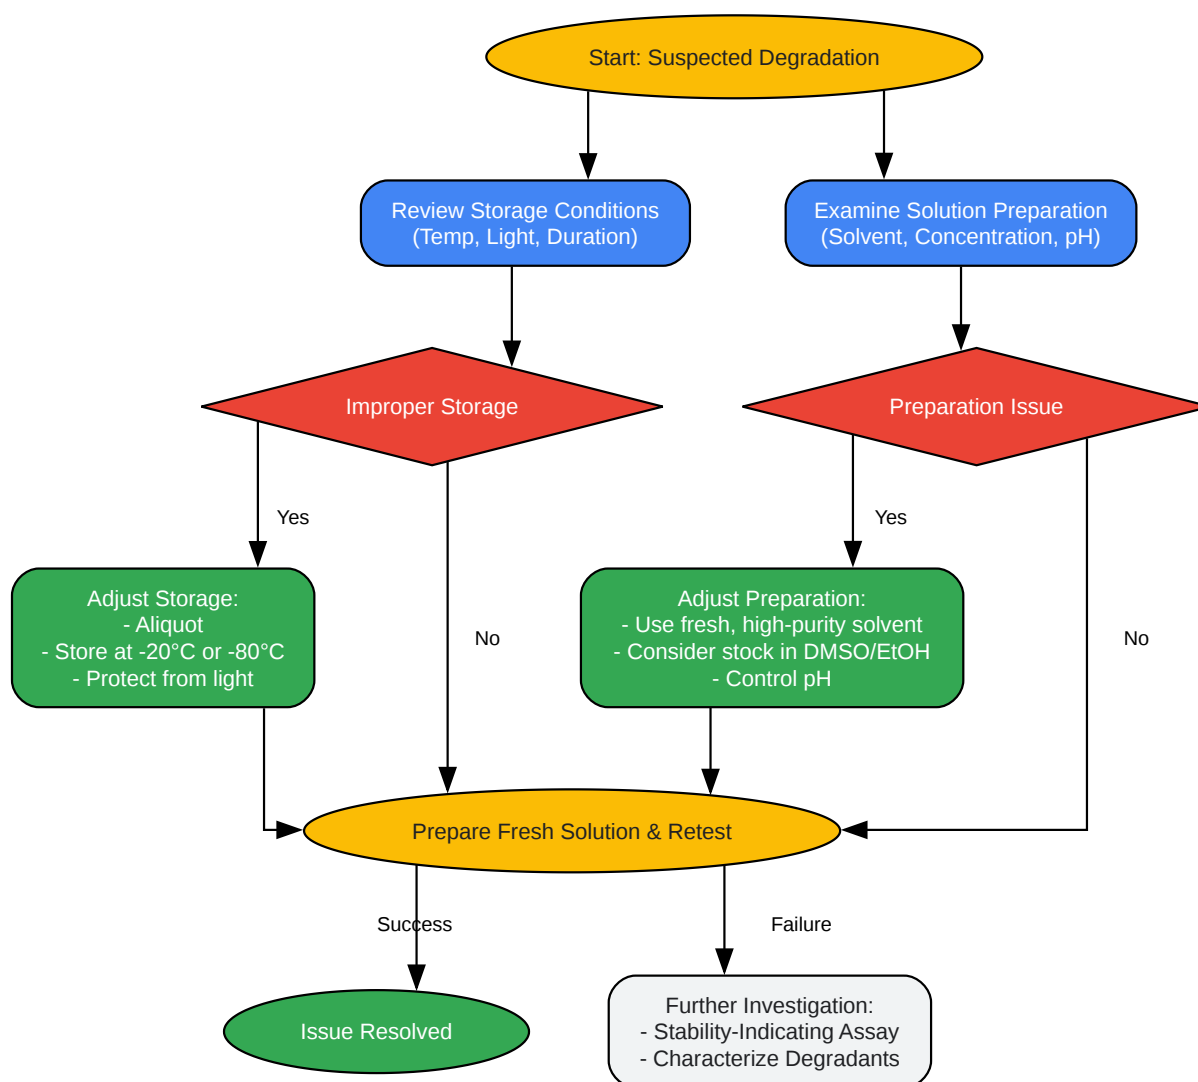 Start: Suspected Degradation
Review Storage Conditions
(Temp, Light, Duration)
Examine Solution Preparation
(Solvent, Concentration, pH)
Improper Storage
Preparation Issue
Yes
Yes
Adjust Storage:
- Aliquot
- Store at -20°C or -80°C
- Protect from light
No
Adjust Preparation:
- Use fresh, high-purity solvent
- Consider stock in DMSO/EtOH
- Control pH
No
Prepare Fresh Solution & Retest
Success
Failure
Issue Resolved
Further Investigation:
- Stability-Indicating Assay
- Characterize Degradants